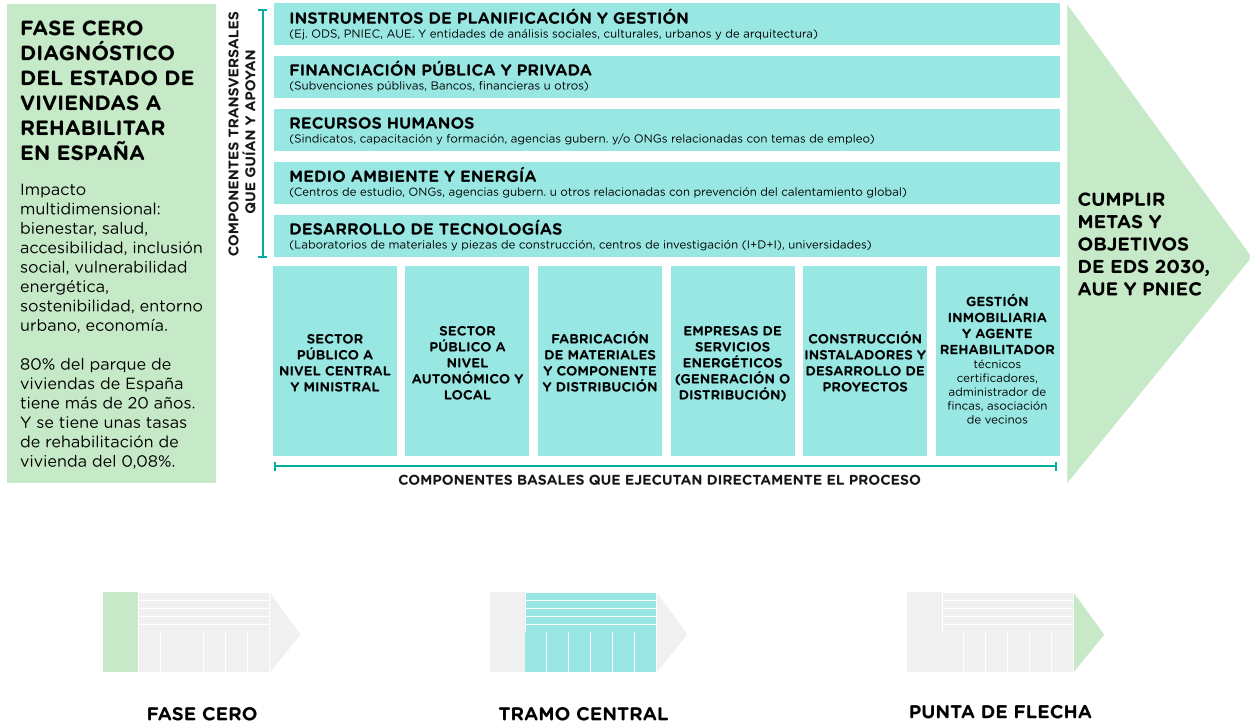 FASE CERO
DIAGNÓSTICO
DEL ESTADO DE
VIVIENDAS A
REHABILITAR
EN ESPAÑA
Impacto
multidimensional:
bienestar, salud,
accesibilidad, inclusión
social, vulnerabilidad
energética,
sostenibilidad, entorno
urbano, economía.
80% del parque de
viviendas de España
tiene más de 20 años.
Y se tiene unas tasas
de rehabilitación de
vivienda del 0,08%.
COMPONENTES TRANSVERSALES
QUE GUÍAN Y APOYAN
INSTRUMENTOS DE PLANIFICACIÓN Y GESTIÓN
(Ej. ODS, PNIEC, AUE. Y entidades de análisis sociales, culturales, urbanos y de arquitectura)
FINANCIACIÓN PÚBLICA Y PRIVADA
(Subvenciones públivas, Bancos, financieras u otros)
RECURSOS HUMANOS
(Sindicatos, capacitación y formación, agencias gubern. y/o ONGs relacionadas con temas de empleo)
MEDIO AMBIENTE Y ENERGÍA
(Centros de estudio, ONGs, agencias gubern. u otros relacionadas con prevención del calentamiento global)
DESARROLLO DE TECNOLOGÍAS
(Laboratorios de materiales y piezas de construcción, centros de investigación (I+D+I), universidades)
SECTOR
PÚBLICO A
NIVEL CENTRAL
Y MINISTRAL
SECTOR
PÚBLICO A
NIVEL
AUTONÓMICO Y
LOCAL
FABRICACIÓN
DE MATERIALES
Y COMPONENTE
Y DISTRIBUCIÓN
EMPRESAS DE
SERVICIOS
ENERGÉTICOS
(GENERACIÓN O
DISTRIBUCIÓN)
CONSTRUCCIÓN
INSTALADORES Y
DESARROLLO DE
PROYECTOS
GESTIÓN
INMOBILIARIA
Y AGENTE
REHABILITADOR
técnicos
certificadores,
administrador de
fincas, asociación
de vecinos
COMPONENTES BASALES QUE EJECUTAN DIRECTAMENTE EL PROCESO
CUMPLIR
METAS Y
OBJETIVOS
DE EDS 2030,
AUE Y PNIEC
FASE CERO
TRAMO CENTRAL
PUNTA DE FLECHA